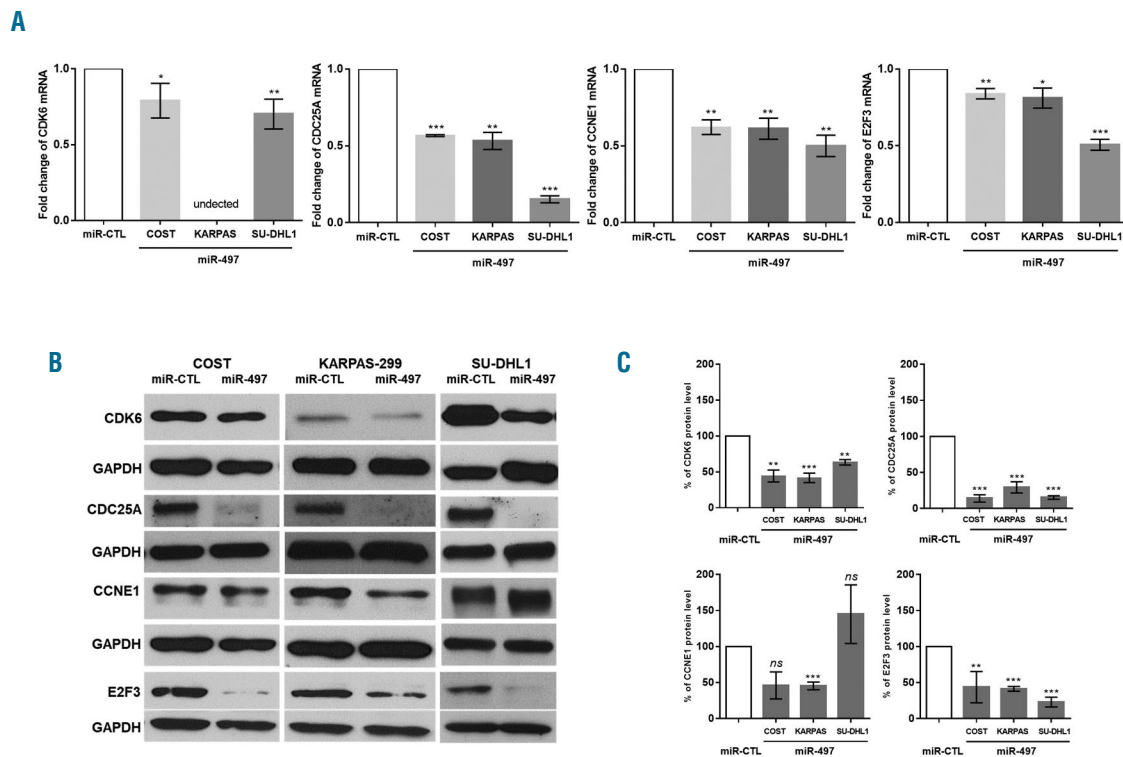 A
Fold change of CDK6 mRNA
1.0
0.5
0.0
*
**
undected
miR-CTL COST KARPAS SU-DHL1
miR-497
Fold change of CDC25A mRNA
1.0
0.5
0.0
***
**
***
miR-CTL COST KARPAS SU-DHL1
miR-497
Fold change of CCNE1 mRNA
1.0
0.5
0.0
**
**
**
miR-CTL COST KARPAS SU-DHL1
miR-497
Fold change of E2F3 mRNA
1.0
0.5
0.0
**
*
***
miR-CTL COST KARPAS SU-DHL1
miR-497
B
COST KARPAS-299 SU-DHL1
miR-CTL miR-497 miR-CTL miR-497 miR-CTL miR-497
CDK6
GAPDH
CDC25A
GAPDH
CCNE1
GAPDH
E2F3
GAPDH
C
% of CDK6 protein level
200
150
100
50
0
**
***
**
COST KARPAS SU-DHL1
miR-CTL miR-497
% of CDC25A protein level
200
150
100
50
0
***
***
***
COST KARPAS SU-DHL1
miR-CTL miR-497
% of CCNE1 protein level
200
150
100
50
0
ns
***
ns
COST KARPAS SU-DHL1
miR-CTL miR-497
% of E2F3 protein level
200
150
100
50
0
**
***
***
COST KARPAS SU-DHL1
miR-CTL miR-497